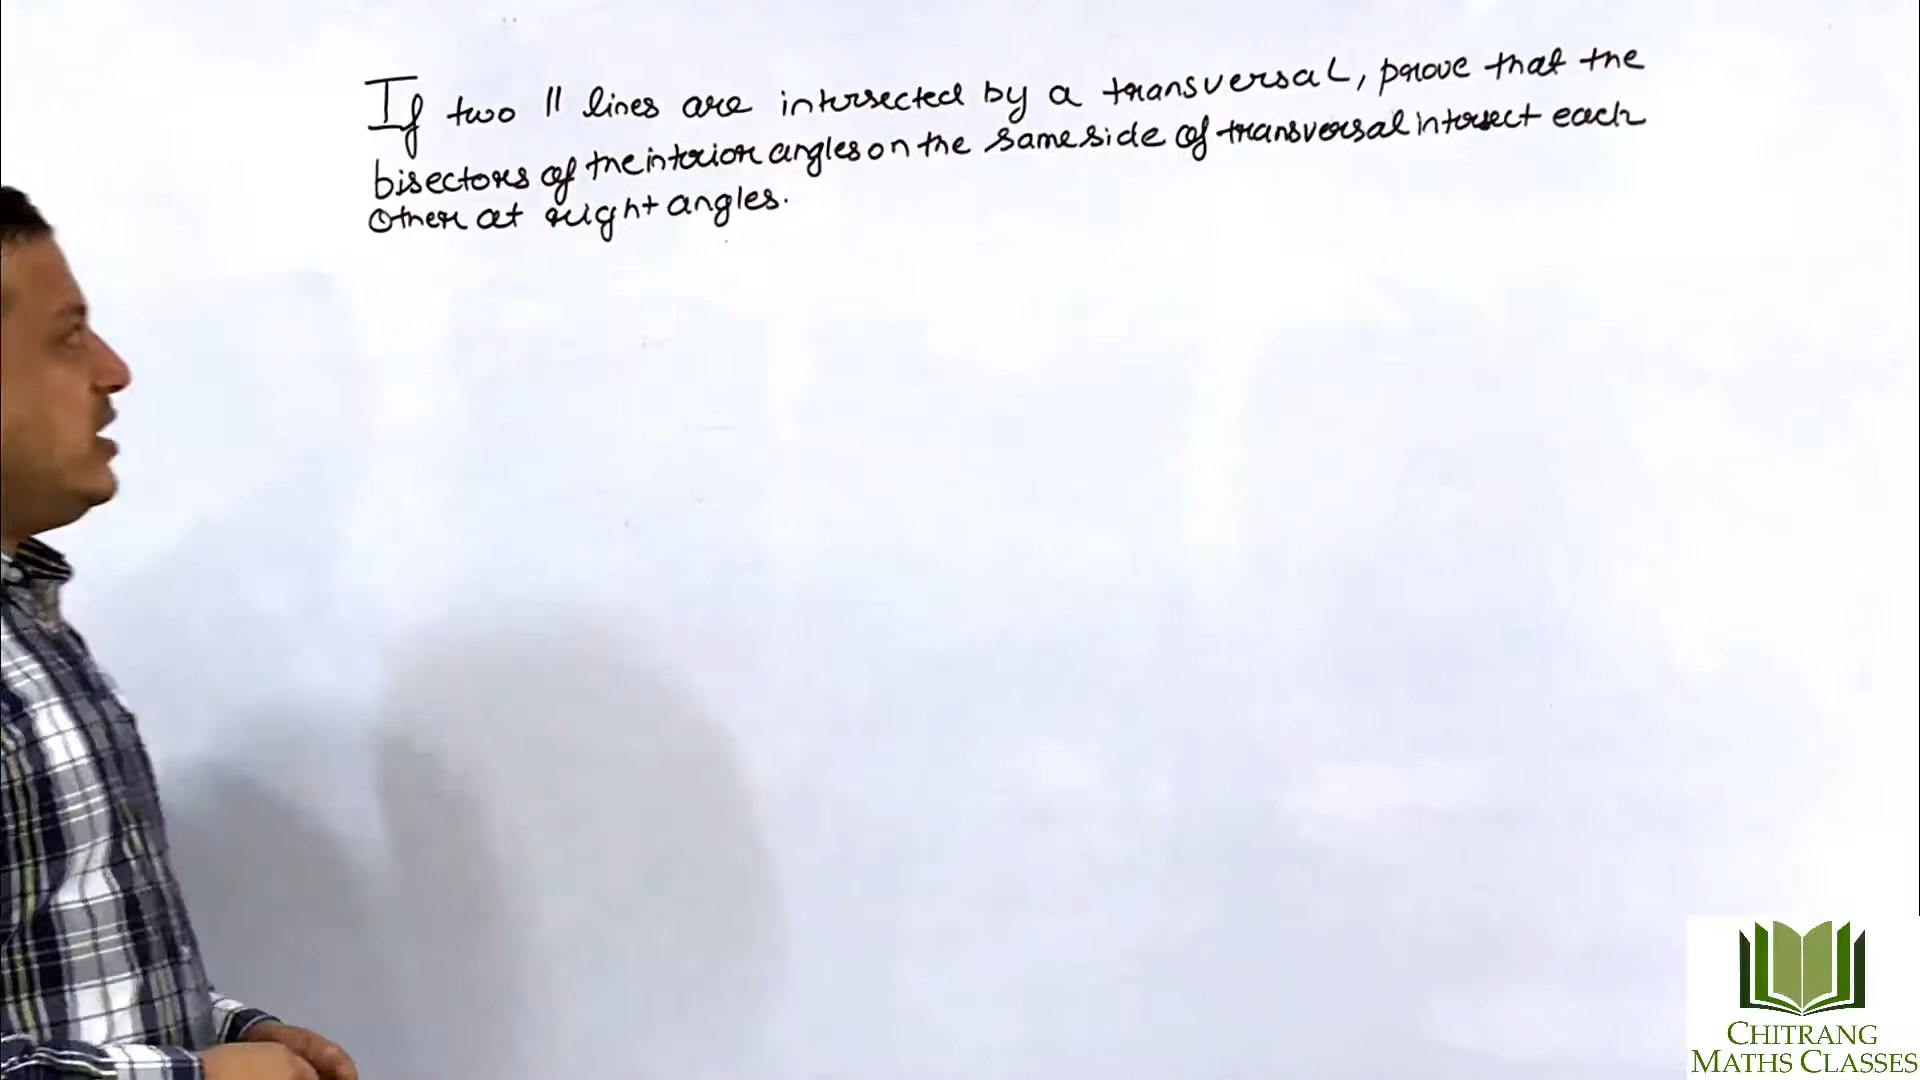 If two || lines are intersected by a transversal, prove that the
bisectors of the interior angles on the same side of transversal intersect each
other at right angles.
CHITRANG
MATHS CLASSES